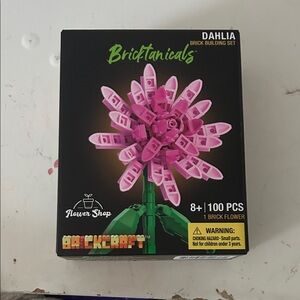 DAHLIA
BRICK BUILDING SET
Bricktanicals
Flower Shop
BRICKCRAFT
8+ 100 PCS
1 BRICK FLOWER
WARNING:
CHOKING HAZARD - Small parts.
Not for children under 3 years.